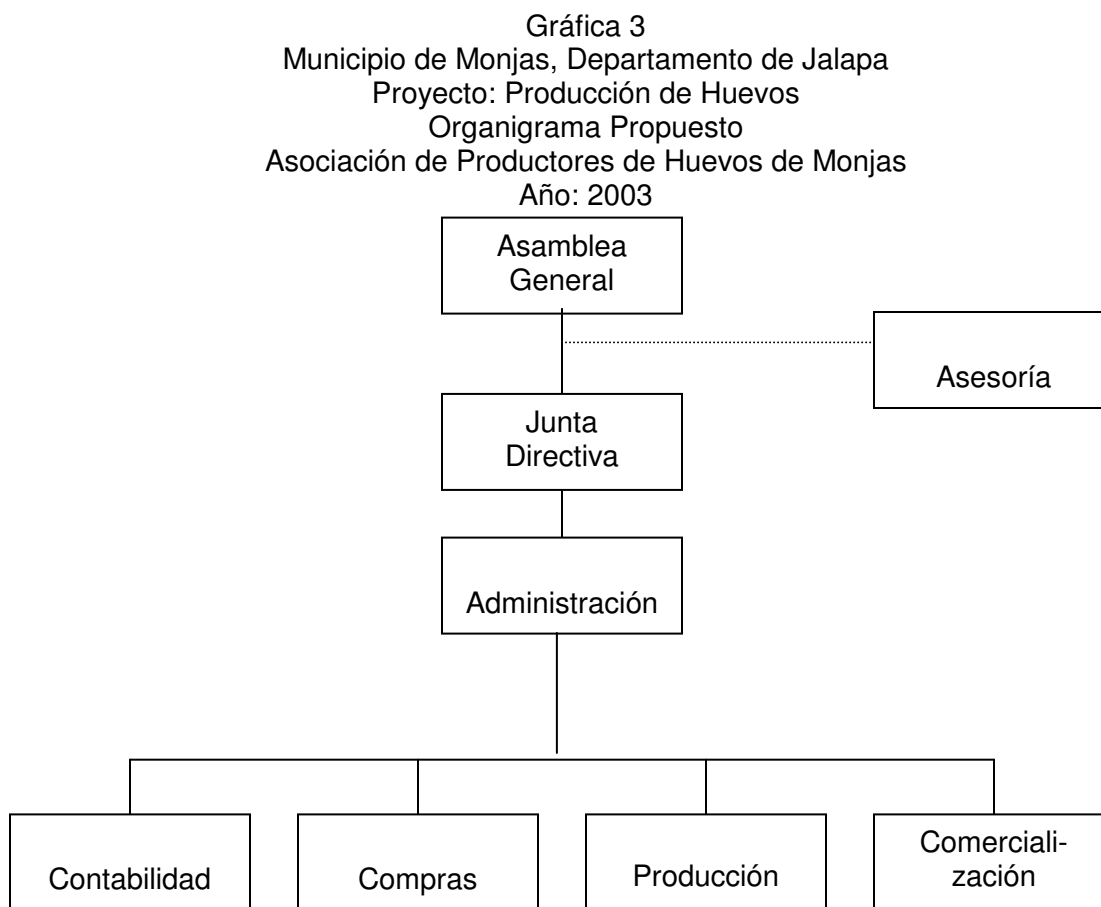 Gráfica 3
Municipio de Monjas, Departamento de Jalapa
Proyecto: Producción de Huevos
Organigrama Propuesto
Asociación de Productores de Huevos de Monjas
Año: 2003
Asamblea
General
Asesoría
Junta
Directiva
Administración
Contabilidad
Compras
Producción
Comerciali-
zación